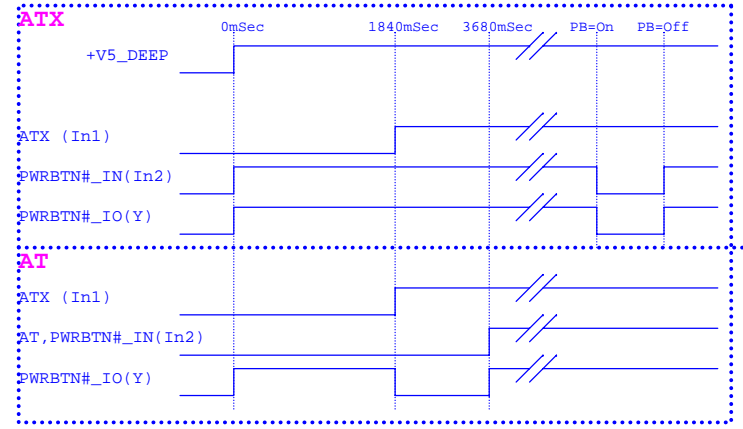 ATX
0mSec 1840mSec 3680mSec PB=On PB=Off
+V5_DEEP
ATX (In1)
PWRBTN#_IN(In2)
PWRBTN#_IO(Y)
AT
ATX (In1)
AT,PWRBTN#_IN(In2)
PWRBTN#_IO(Y)